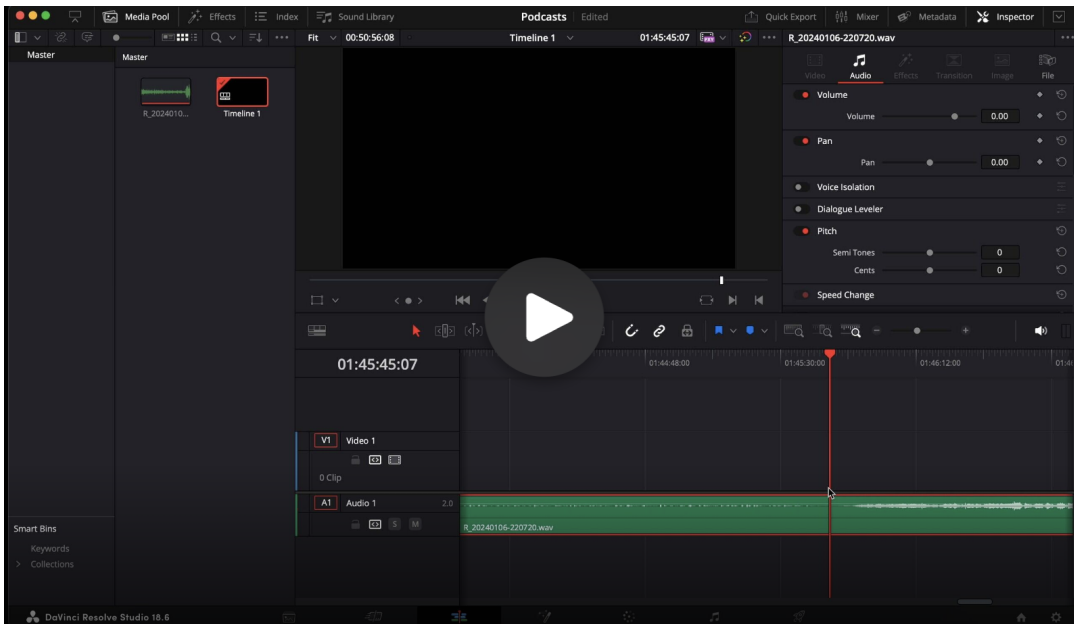 Media Pool Effects Index Sound Library Podcasts Edited Quick Export Mixer Metadata Inspector
Fit 00:50:56:08 Timeline 1 01:45:45:07 R_20240106-220720.wav
Master
Master
R_2024010...
Timeline 1
Video Audio Effects Transition Image File
Volume
Volume 0.00
Pan
Pan 0.00
Voice Isolation
Dialogue Leveler
Pitch
Semi Tones 0
Cents 0
Speed Change
01:45:45:07
01:44:48:00 01:45:30:00 01:46:12:00
V1 Video 1
0 Clip
A1 Audio 1 2.0
S M
R_20240106-220720.wav
Smart Bins
Keywords
Collections
DaVinci Resolve Studio 18.6